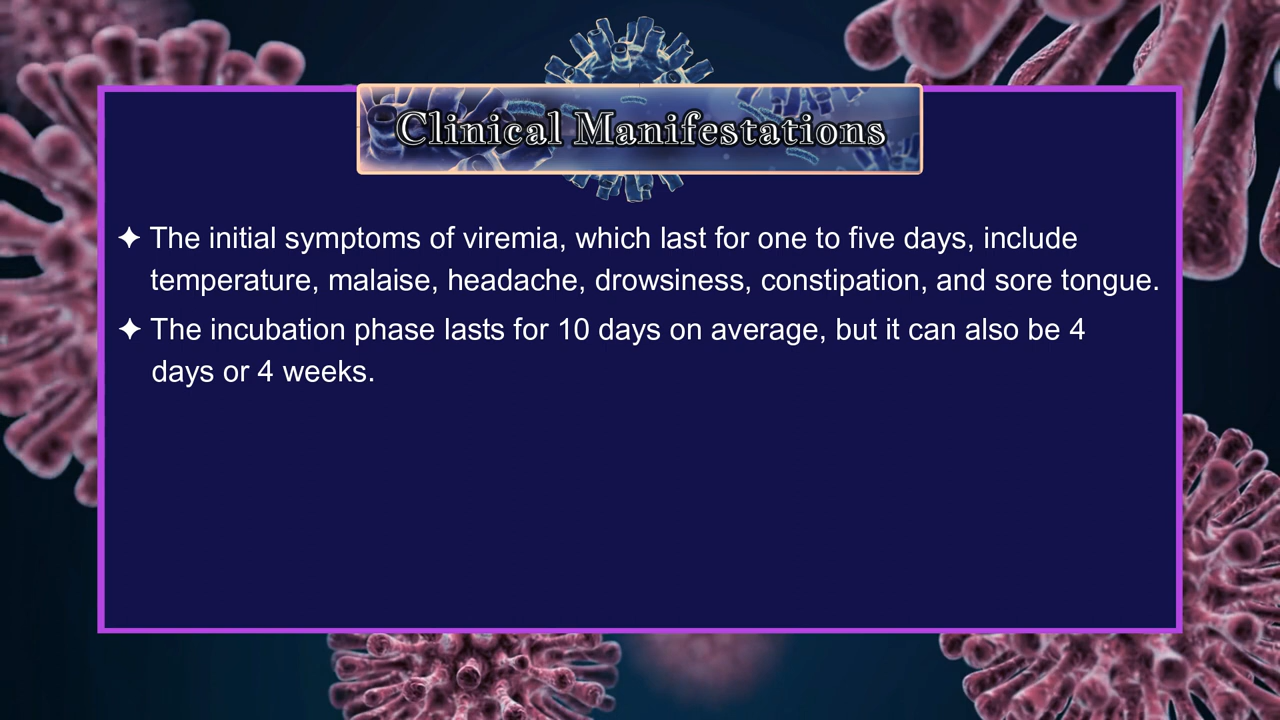 Clinical Manifestations
✦ The initial symptoms of viremia, which last for one to five days, include
temperature, malaise, headache, drowsiness, constipation, and sore tongue.
✦ The incubation phase lasts for 10 days on average, but it can also be 4
days or 4 weeks.